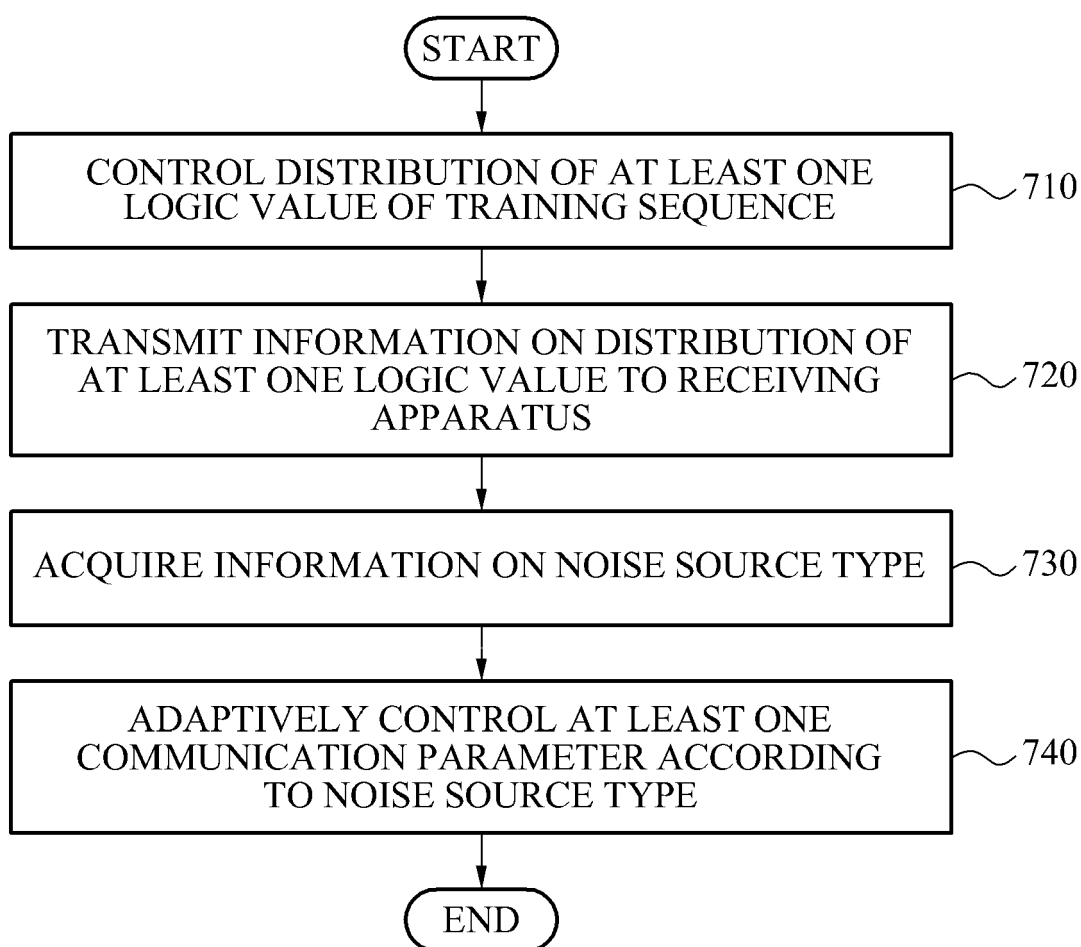 START
CONTROL DISTRIBUTION OF AT LEAST ONE
LOGIC VALUE OF TRAINING SEQUENCE
710
TRANSMIT INFORMATION ON DISTRIBUTION OF
AT LEAST ONE LOGIC VALUE TO RECEIVING
APPARATUS
720
ACQUIRE INFORMATION ON NOISE SOURCE TYPE
730
ADAPTIVELY CONTROL AT LEAST ONE
COMMUNICATION PARAMETER ACCORDING
TO NOISE SOURCE TYPE
740
END